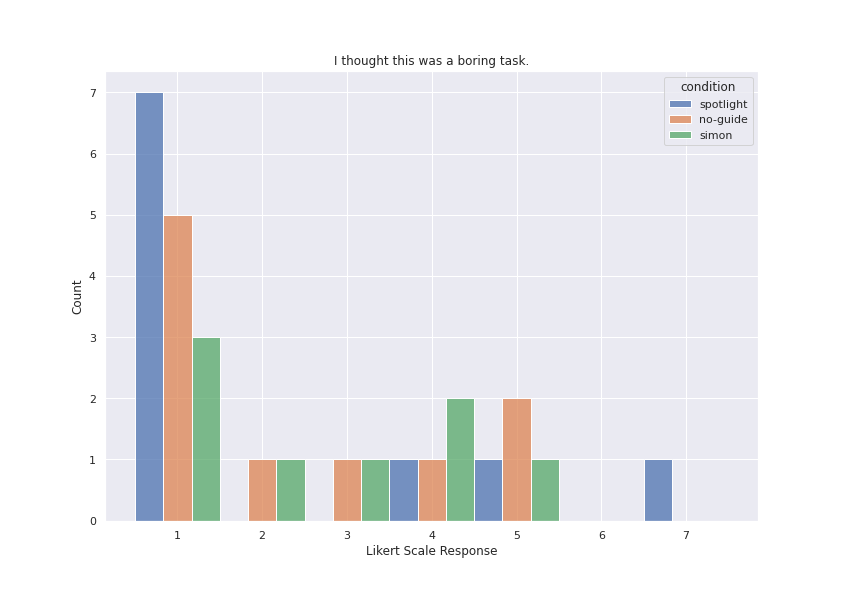 I thought this was a boring task.
condition
spotlight
no-guide
simon
7
6
5
4
3
2
1
0
Count
1 2 3 4 5 6 7
Likert Scale Response